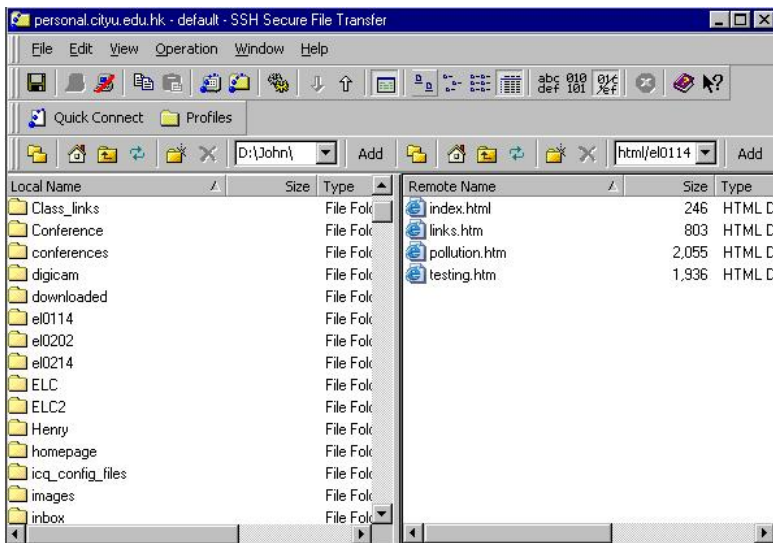 personal.cityu.edu.hk - default - SSH Secure File Transfer
File Edit View Operation Window Help
abc def 010 101
Quick Connect Profiles
D:\John\ Add html/el0114 Add
Local Name Size Type Remote Name Size Type
Class_links File Fold index.html 246 HTML D
Conference File Fold links.htm 803 HTML D
conferences File Fold pollution.htm 2,055 HTML D
digicam File Fold testing.htm 1,936 HTML D
downloaded File Fold
el0114 File Fold
el0202 File Fold
el0214 File Fold
ELC File Fold
ELC2 File Fold
Henry File Fold
homepage File Fold
icq_config_files File Fold
images File Fold
inbox File Fold